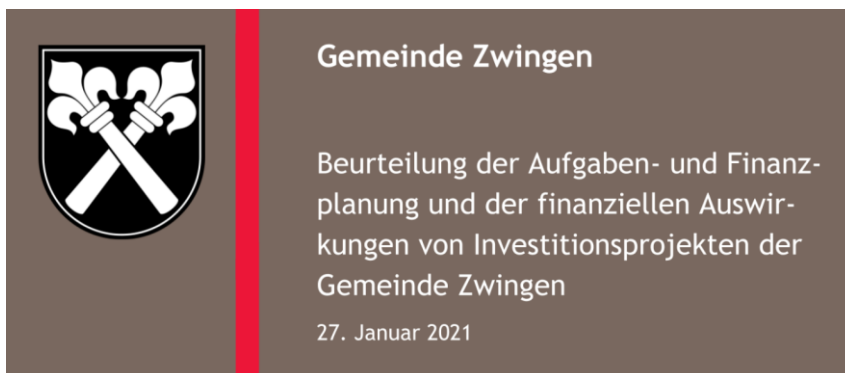 Gemeinde Zwingen
Beurteilung der Aufgaben- und Finanz-
planung und der finanziellen Auswir-
kungen von Investitionsprojekten der
Gemeinde Zwingen
27. Januar 2021